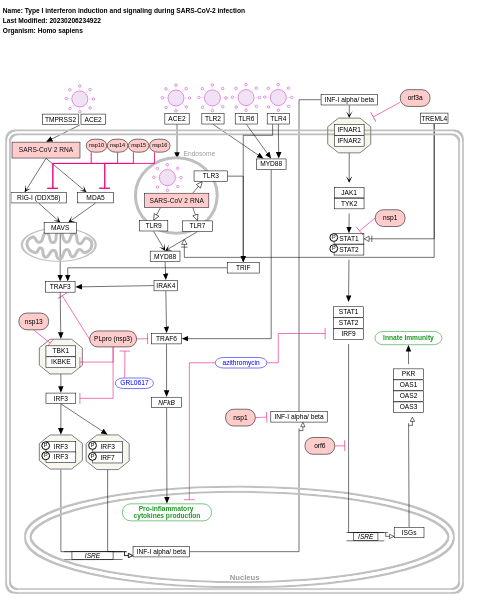 Name: Type I interferon induction and signaling during SARS-CoV-2 infection
Last Modified: 20230206234922
Organism: Homo sapiens
INF-I alpha/ beta
orf3a
TMPRSS2
ACE2
ACE2
TLR2
TLR6
TLR4
TREML4
IFNAR1
IFNAR2
SARS-COV 2 RNA
nsp10
nsp14
nsp15
nsp16
Endosome
MYD88
TLR3
RIG-I (DDX58)
MDA5
SARS-COV 2 RNA
JAK1
TYK2
MAVS
TLR9
TLR7
nsp1
P
STAT1
P
STAT2
MYD88
TRIF
TRAF3
IRAK4
nsp13
STAT1
STAT2
IRF9
PLpro (nsp3)
TRAF6
Innate Immunity
TBK1
IKBKE
azithromycin
GRL0617
PKR
OAS1
OAS2
OAS3
IRF3
NFkB
nsp1
INF-I alpha/ beta
P
IRF3
P
IRF3
P
IRF3
P
IRF7
orf6
Pro-inflammatory
cytokines production
ISRE
INF-I alpha/ beta
ISRE
ISGs
Nucleus